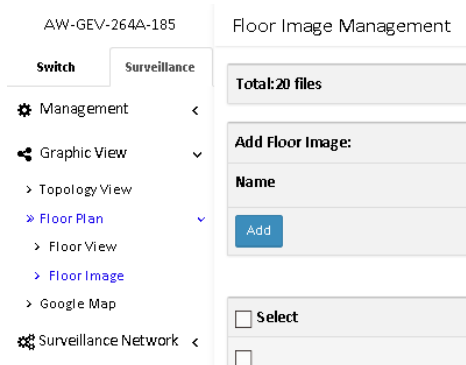 AW-GEV-264A-185
Switch
Surveillance
Management
Graphic View
Topology View
Floor Plan
Floor View
Floor Image
Google Map
Surveillance Network
Floor Image Management
Total:20 files
Add Floor Image:
Name
Add
Select